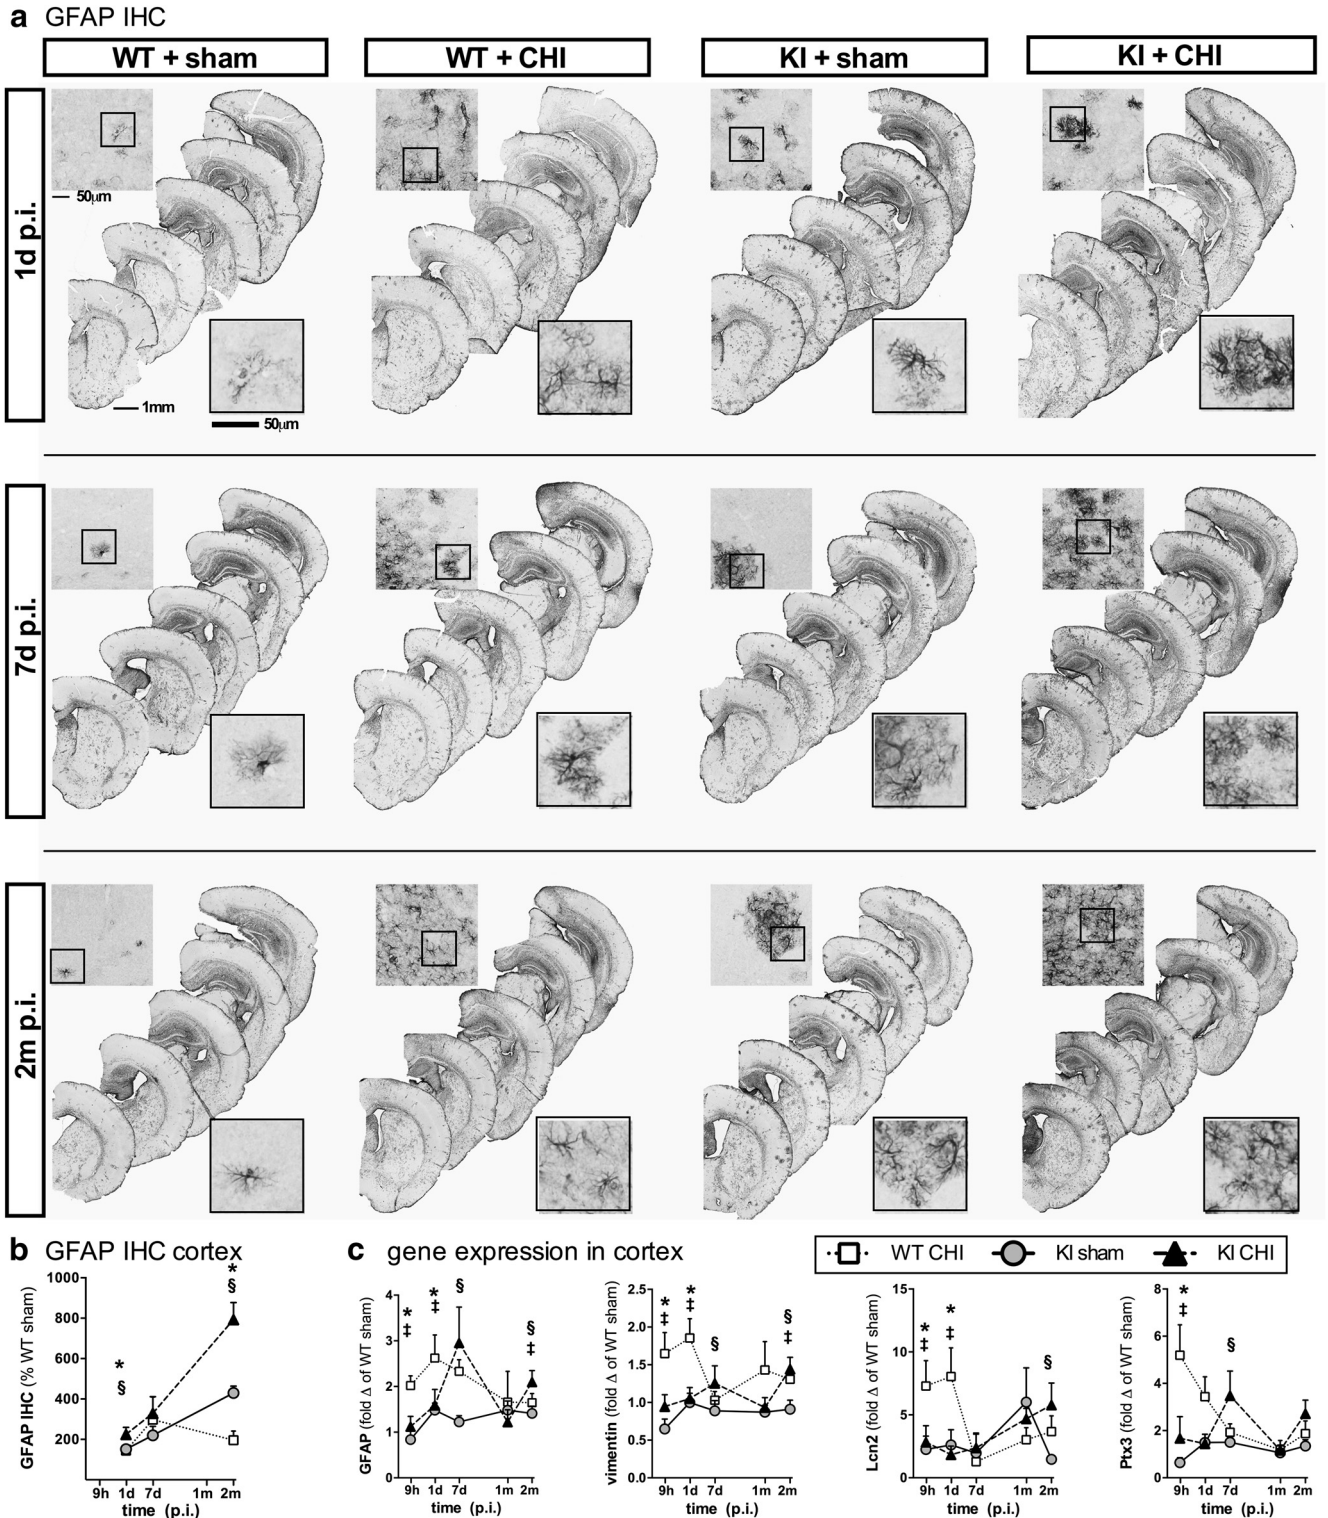 a GFAP IHC
WT + sham
WT + CHI
KI + sham
KI + CHI
1d p.i.
50µm
1mm
50µm
7d p.i.
2m p.i.
b GFAP IHC cortex
c gene expression in cortex
WT CHI
KI sham
KI CHI
GFAP IHC (% WT sham)
1000
800
600
400
200
*
§
*
§
9h 1d 7d 1m 2m
time (p.i.)
GFAP (fold Δ of WT sham)
4
3
2
1
0
*
‡
*
‡
§
§
‡
9h 1d 7d 1m 2m
time (p.i.)
vimentin (fold Δ of WT sham)
2.5
2.0
1.5
1.0
0.5
0.0
*
‡
*
‡
§
§
‡
9h 1d 7d 1m 2m
time (p.i.)
Lcn2 (fold Δ of WT sham)
15
10
5
0
*
‡
*
‡
§
9h 1d 7d 1m 2m
time (p.i.)
Ptx3 (fold Δ of WT sham)
8
6
4
2
0
*
‡
§
9h 1d 7d 1m 2m
time (p.i.)